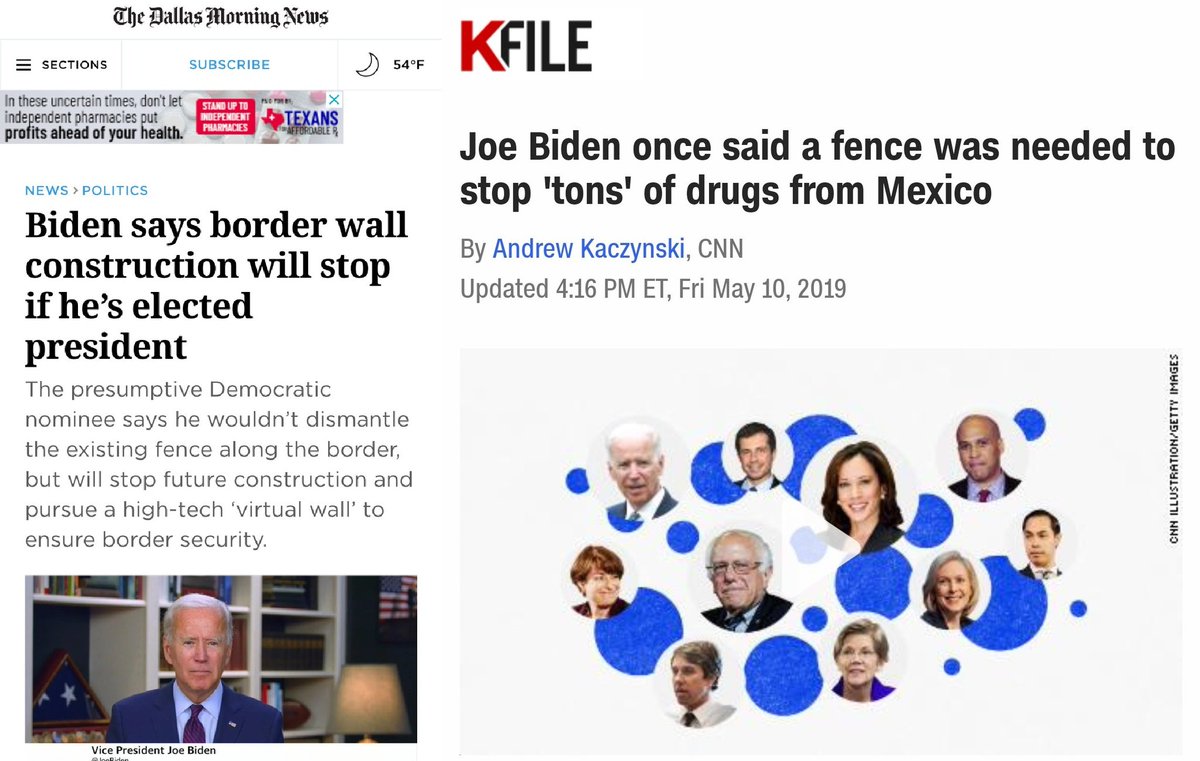 The Dallas Morning News
SECTIONS
SUBSCRIBE
54°F
In these uncertain times, don't let
independent pharmacies put
profits ahead of your health.
STAND UP TO
INDEPENDENT
PHARMACIES
PAID FOR BY:
TEXANS
FOR AFFORDABLE Rx
NEWS > POLITICS
Biden says border wall
construction will stop
if he's elected
president
The presumptive Democratic
nominee says he wouldn't dismantle
the existing fence along the border,
but will stop future construction and
pursue a high-tech 'virtual wall' to
ensure border security.
Vice President Joe Biden
@JoeBiden
KFILE
Joe Biden once said a fence was needed to
stop 'tons' of drugs from Mexico
By Andrew Kaczynski, CNN
Updated 4:16 PM ET, Fri May 10, 2019
CNN ILLUSTRATION/GETTY IMAGES